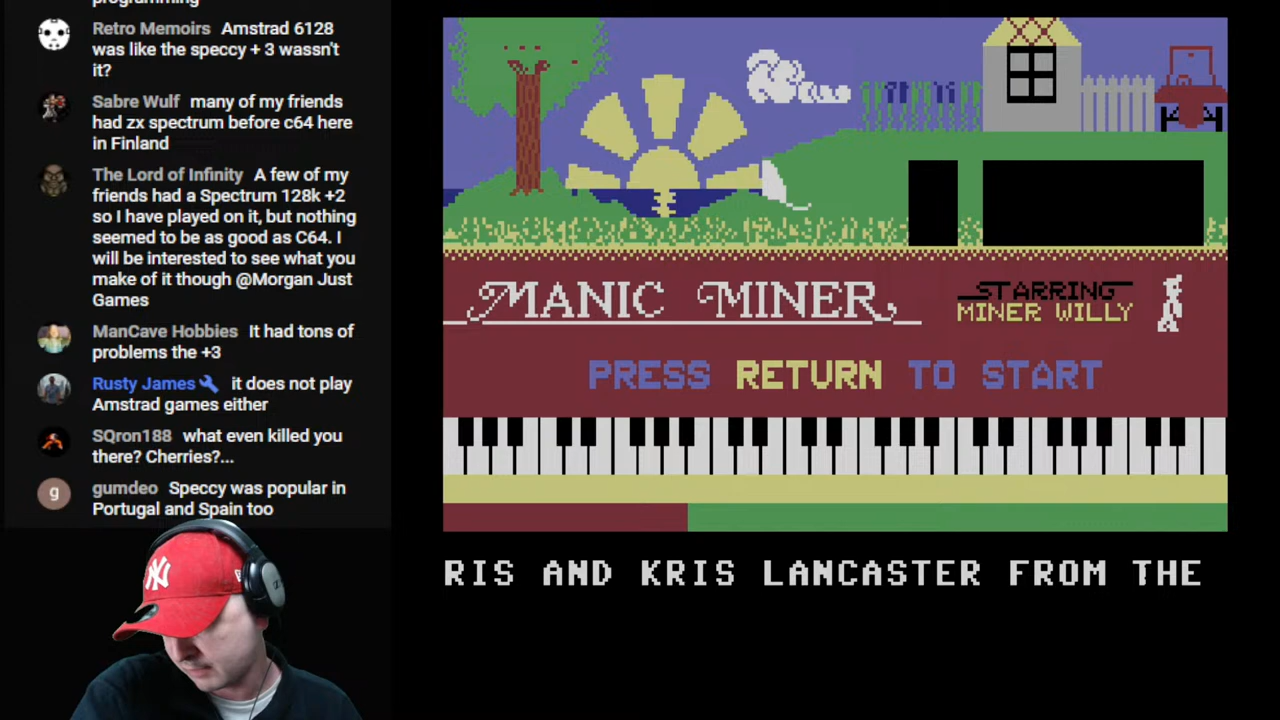 programming
Retro Memoirs Amstrad 6128
was like the speccy + 3 wassn't
it?
Sabre Wulf many of my friends
had zx spectrum before c64 here
in Finland
The Lord of Infinity A few of my
friends had a Spectrum 128k +2
so I have played on it, but nothing
seemed to be as good as C64. I
will be interested to see what you
make of it though @Morgan Just
Games
ManCave Hobbies It had tons of
problems the +3
Rusty James it does not play
Amstrad games either
SQron188 what even killed you
there? Cherries?...
g
gumdeo Speccy was popular in
Portugal and Spain too
NY
MANIC MINER
STARRING
MINER WILLY
PRESS RETURN TO START
RIS AND KRIS LANCASTER FROM THE